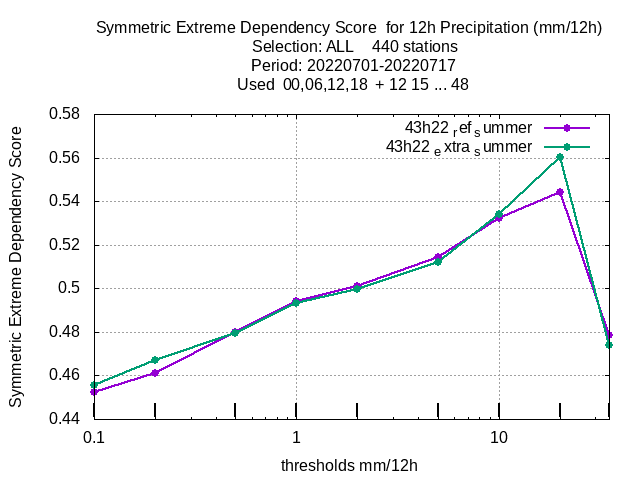 Symmetric Extreme Dependency Score for 12h Precipitation (mm/12h)
Selection: ALL 440 stations
Period: 20220701-20220717
Used 00,06,12,18 + 12 15 ... 48
43h22 ref summer
43h22 extra summer
Symmetric Extreme Dependency Score
0.58
0.56
0.54
0.52
0.5
0.48
0.46
0.44
0.1 1 10
thresholds mm/12h